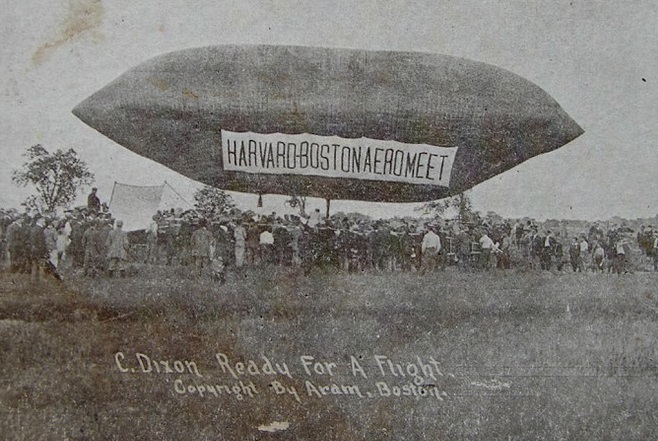 HARVARD-BOSTON AERO MEET
C. Dixon Ready For A Flight.
Copyright By Aram, Boston.